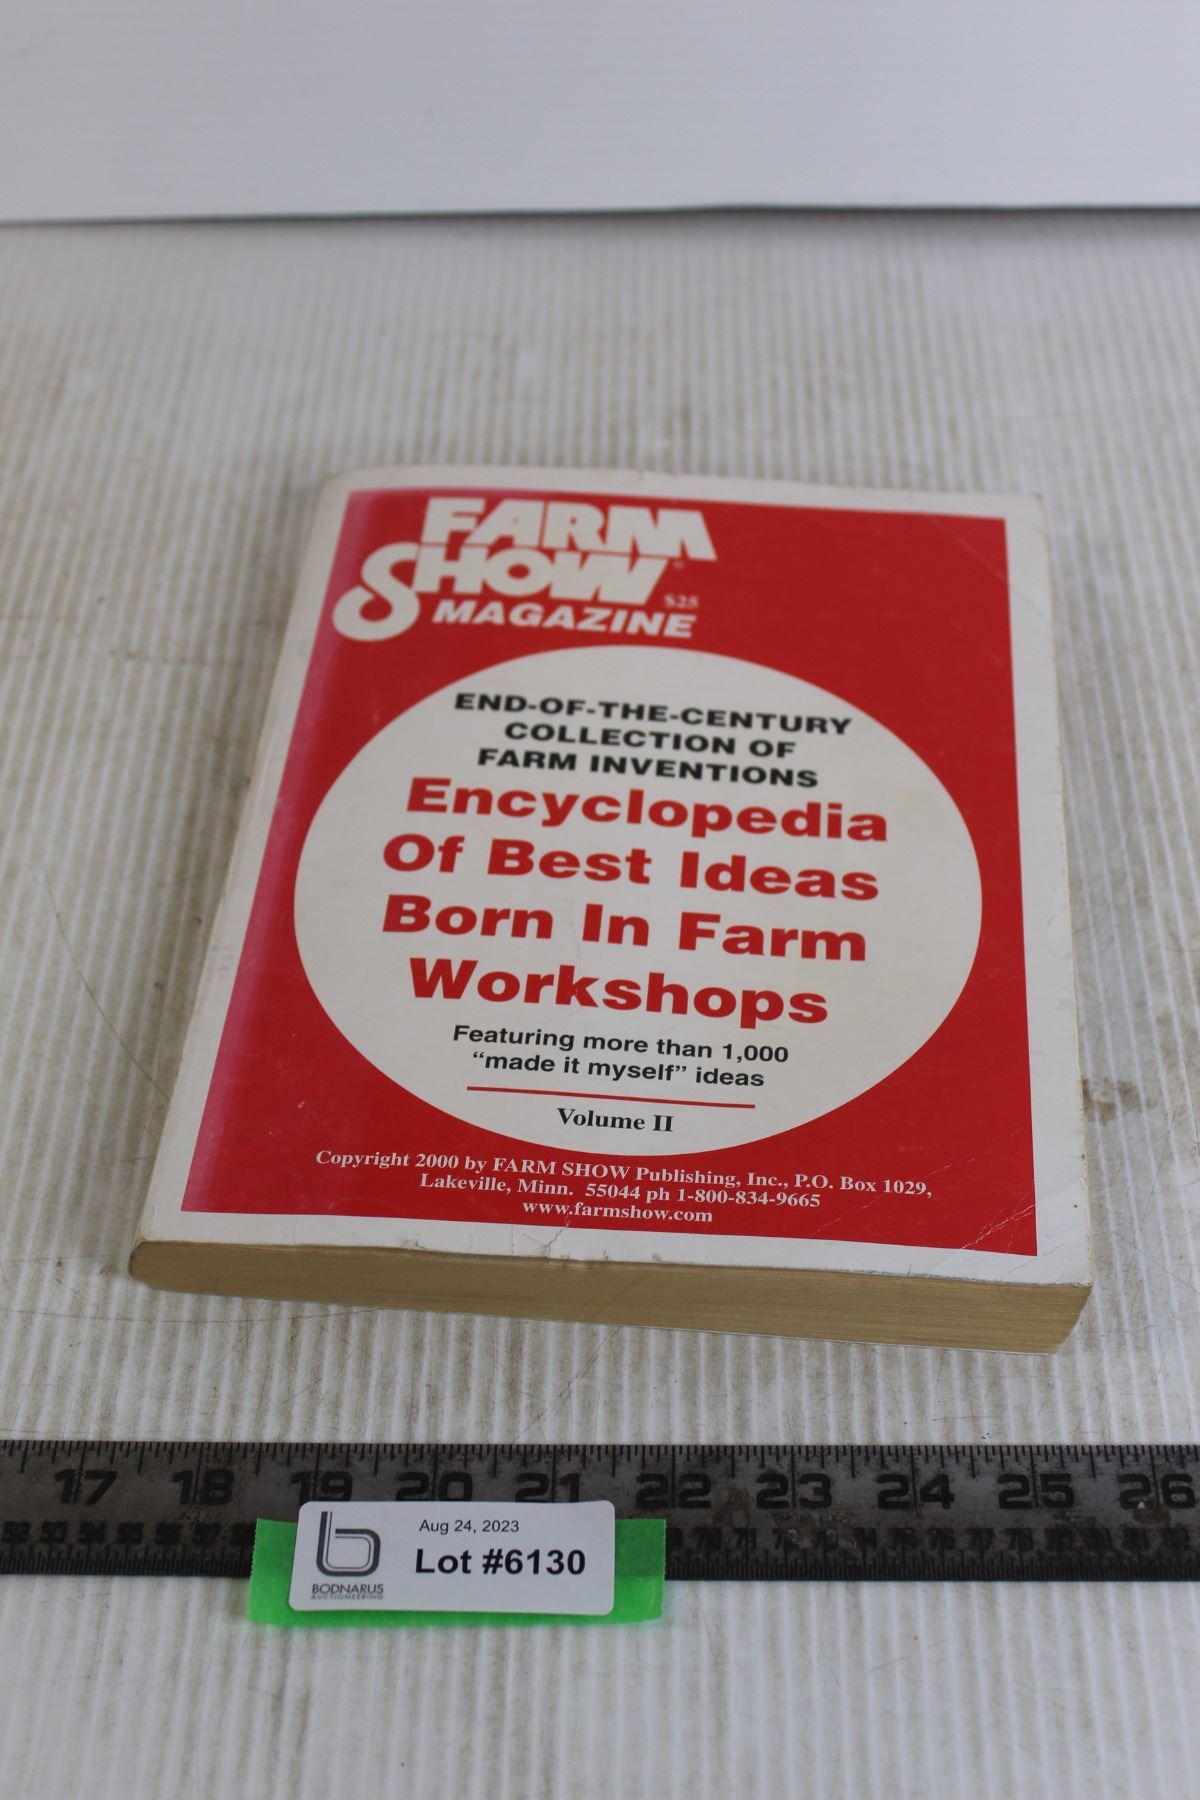 FARM
SHOW®
$25
MAGAZINE
END-OF-THE-CENTURY
COLLECTION OF
FARM INVENTIONS
Encyclopedia
Of Best Ideas
Born In Farm
Workshops
Featuring more than 1,000
“made it myself” ideas
Volume II
Copyright 2000 by FARM SHOW Publishing, Inc., P.O. Box 1029,
Lakeville, Minn. 55044 ph 1-800-834-9665
www.farmshow.com
17 18 19 20 21 22 23 24 25 26
Aug 24, 2023
Lot #6130
b
BODNARUS
AUCTIONEERING